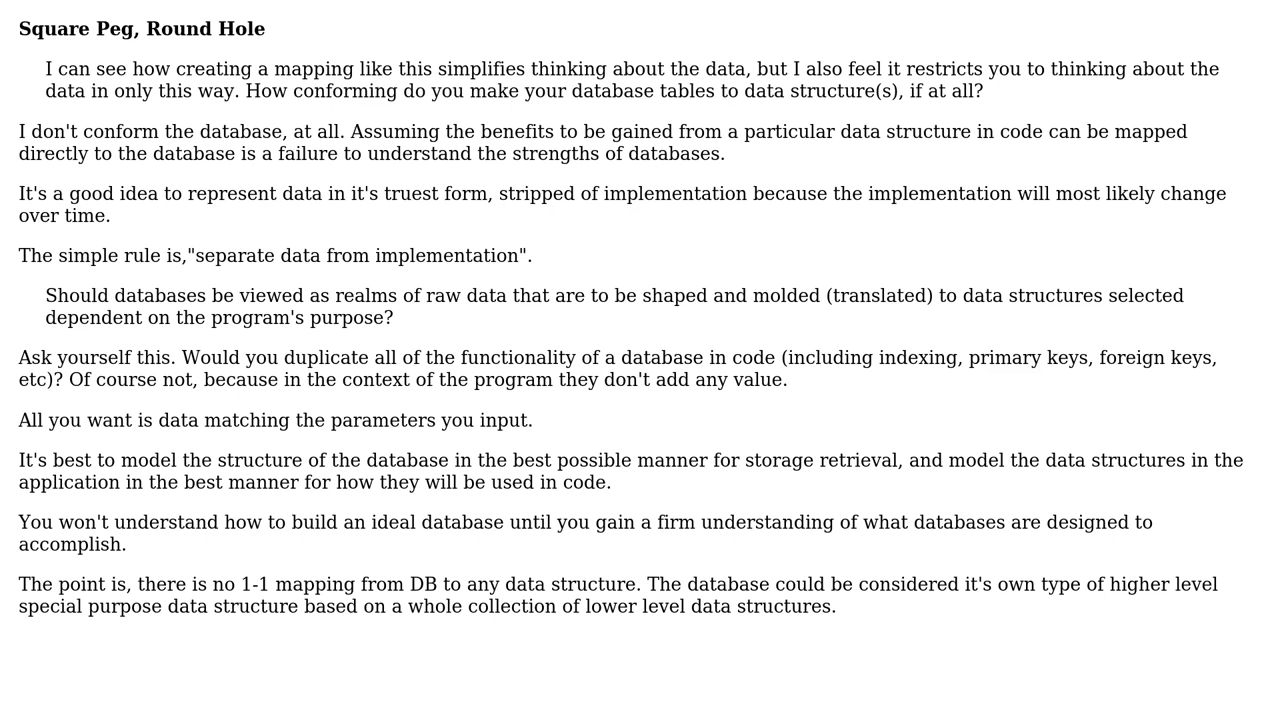 Square Peg, Round Hole
I can see how creating a mapping like this simplifies thinking about the data, but I also feel it restricts you to thinking about the
data in only this way. How conforming do you make your database tables to data structure(s), if at all?
I don't conform the database, at all. Assuming the benefits to be gained from a particular data structure in code can be mapped
directly to the database is a failure to understand the strengths of databases.
It's a good idea to represent data in it's truest form, stripped of implementation because the implementation will most likely change
over time.
The simple rule is,"separate data from implementation".
Should databases be viewed as realms of raw data that are to be shaped and molded (translated) to data structures selected
dependent on the program's purpose?
Ask yourself this. Would you duplicate all of the functionality of a database in code (including indexing, primary keys, foreign keys,
etc)? Of course not, because in the context of the program they don't add any value.
All you want is data matching the parameters you input.
It's best to model the structure of the database in the best possible manner for storage retrieval, and model the data structures in the
application in the best manner for how they will be used in code.
You won't understand how to build an ideal database until you gain a firm understanding of what databases are designed to
accomplish.
The point is, there is no 1-1 mapping from DB to any data structure. The database could be considered it's own type of higher level
special purpose data structure based on a whole collection of lower level data structures.